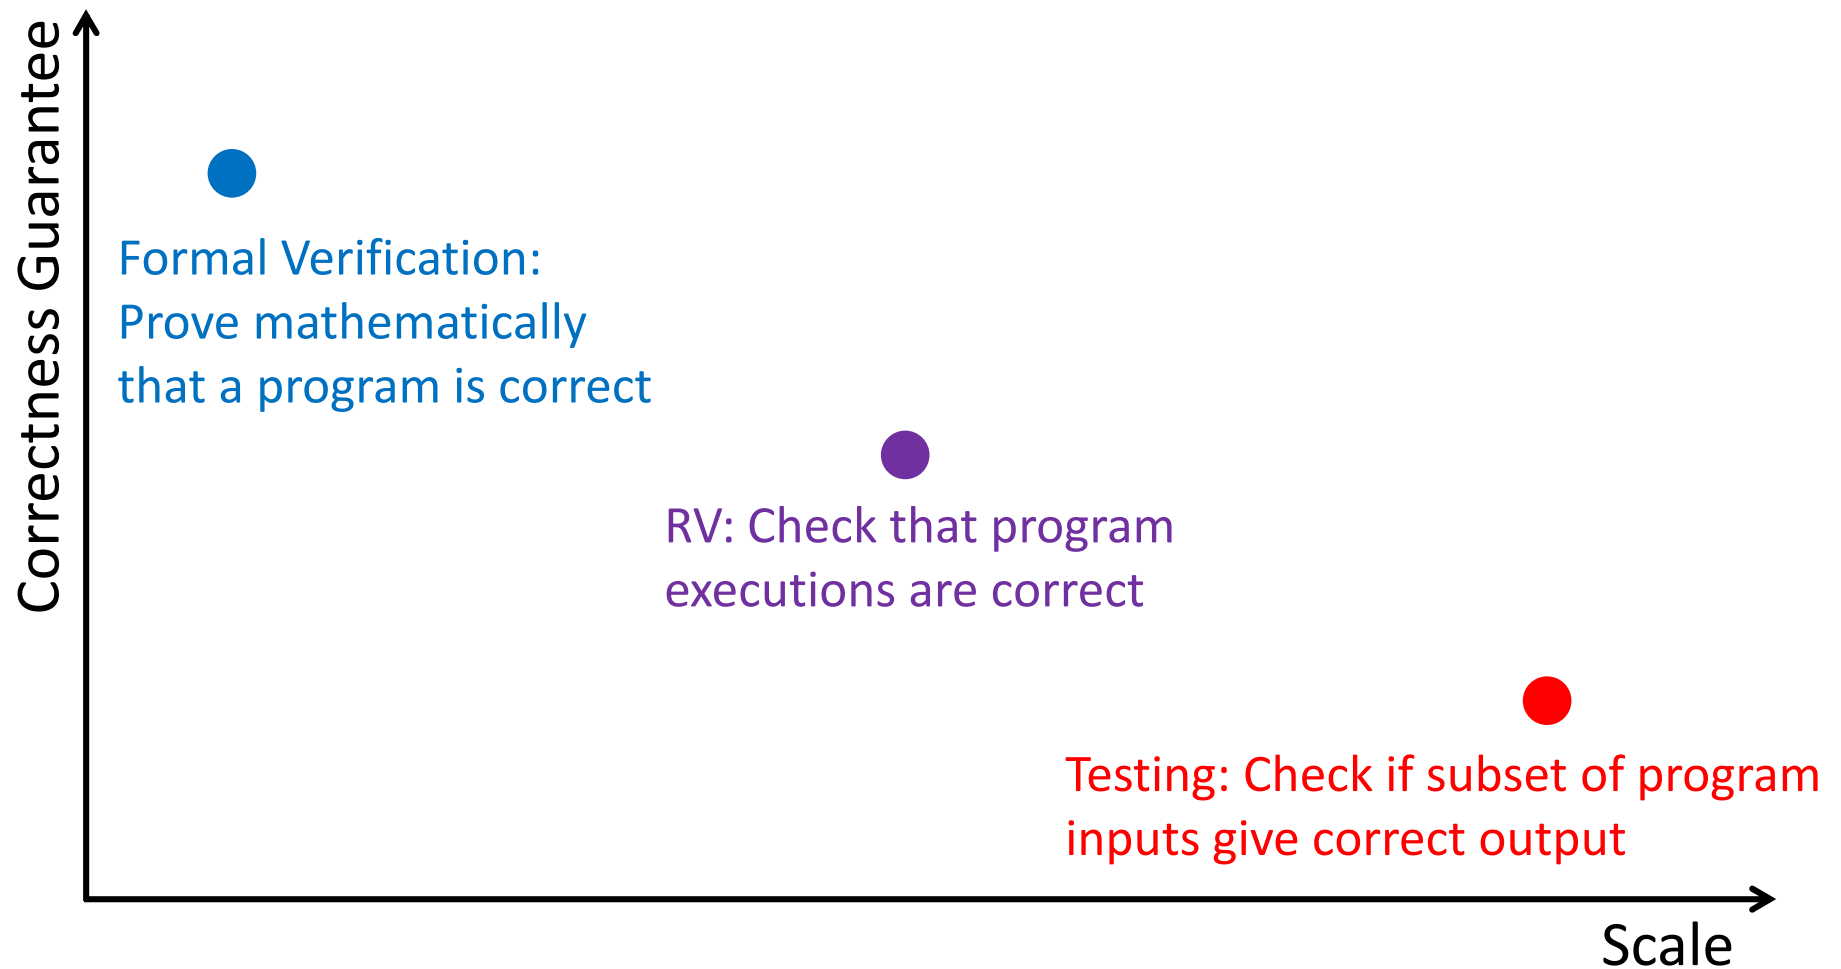 Correctness Guarantee
Formal Verification:
Prove mathematically
that a program is correct
RV: Check that program
executions are correct
Testing: Check if subset of program
inputs give correct output
Scale